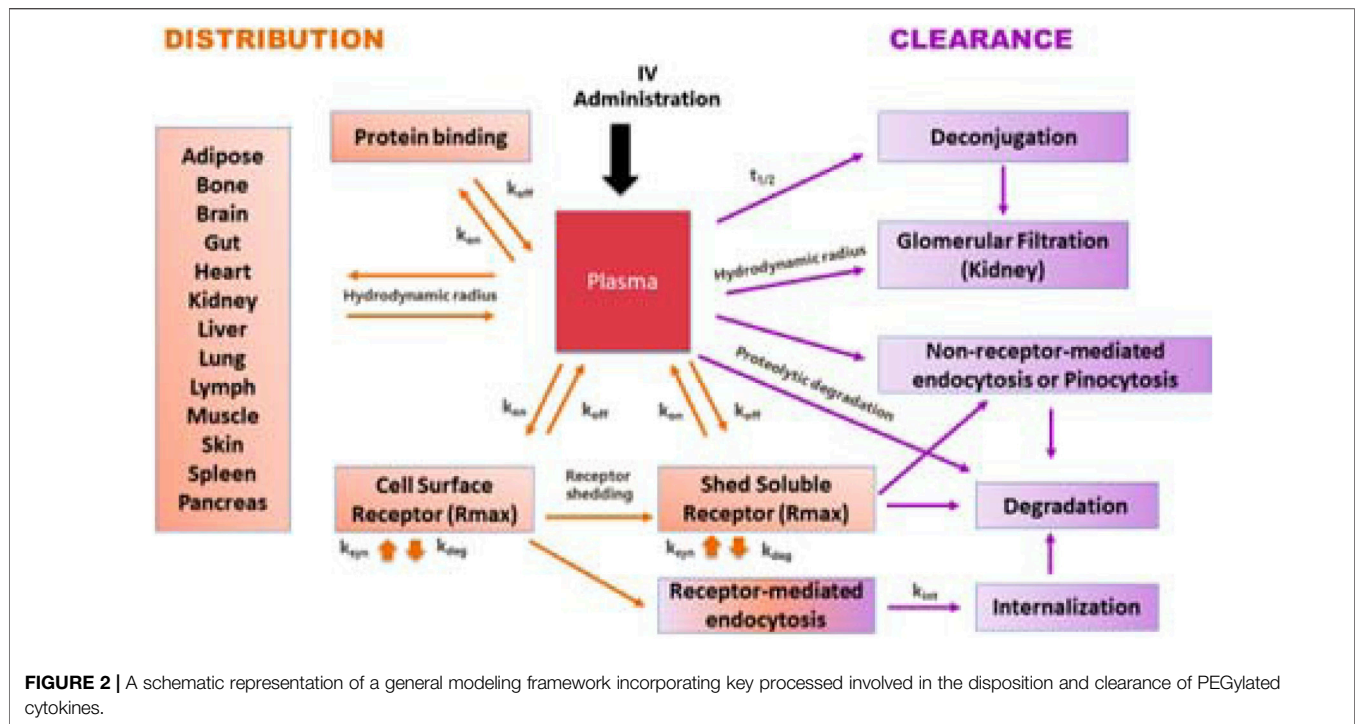 DISTRIBUTION
CLEARANCE
IV
Administration
Adipose
Bone
Brain
Gut
Heart
Kidney
Liver
Lung
Lymph
Muscle
Skin
Spleen
Pancreas
Protein binding
koff
kon
Hydrodynamic radius
Plasma
t1/2
Hydrodynamic radius
Proteolytic degradation
Deconjugation
Glomerular Filtration
(Kidney)
Non-receptor-mediated
endocytosis or Pinocytosis
kon
koff
kon
koff
Cell Surface
Receptor (Rmax)
Receptor
shedding
Shed Soluble
Receptor (Rmax)
Degradation
ksyn
kdeg
ksyn
kdeg
Receptor-mediated
endocytosis
kint
Internalization
FIGURE 2 | A schematic representation of a general modeling framework incorporating key processed involved in the disposition and clearance of PEGylated
cytokines.